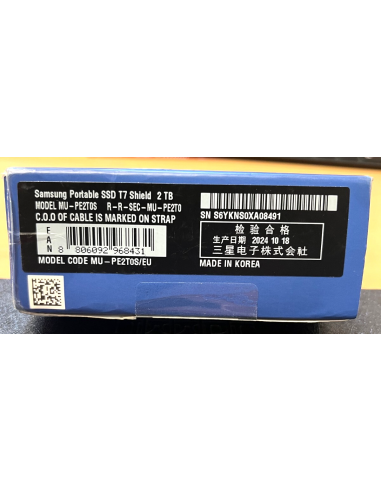 Samsung Portable SSD T7 Shield 2 TB
MODEL MU-PE2T0S R-R-SEC-MU-PE2T0
C.O.O OF CABLE IS MARKED ON STRAP
EAN
8 806092 968431
MODEL CODE MU-PE2T0S/EU
SN S6YKNS0XA08491
检验合格
生产日期 2024 10 18
三星电子株式会社
MADE IN KOREA